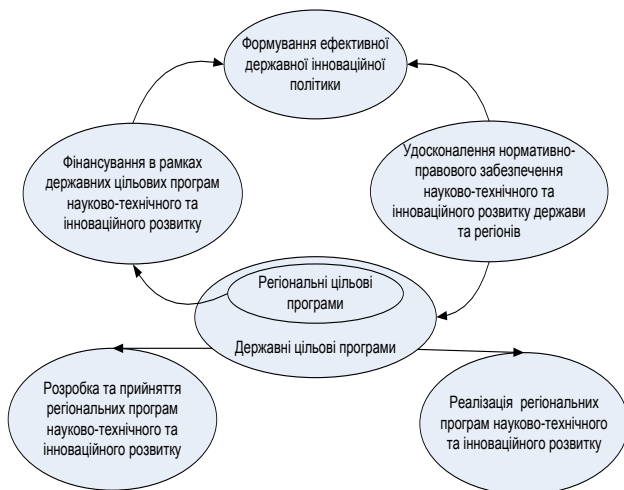 Формування ефективної
державної інноваційної
політики
Фінансування в рамках
державних цільових програм
науково-технічного та
інноваційного розвитку
Удосконалення нормативно-
правового забезпечення
науково-технічного та
інноваційного розвитку держави
та регіонів
Регіональні цільові
програми
Державні цільові програми
Розробка та прийняття
регіональних програм
науково-технічного та
інноваційного розвитку
Реалізація регіональних
програм науково-технічного
та інноваційного розвитку